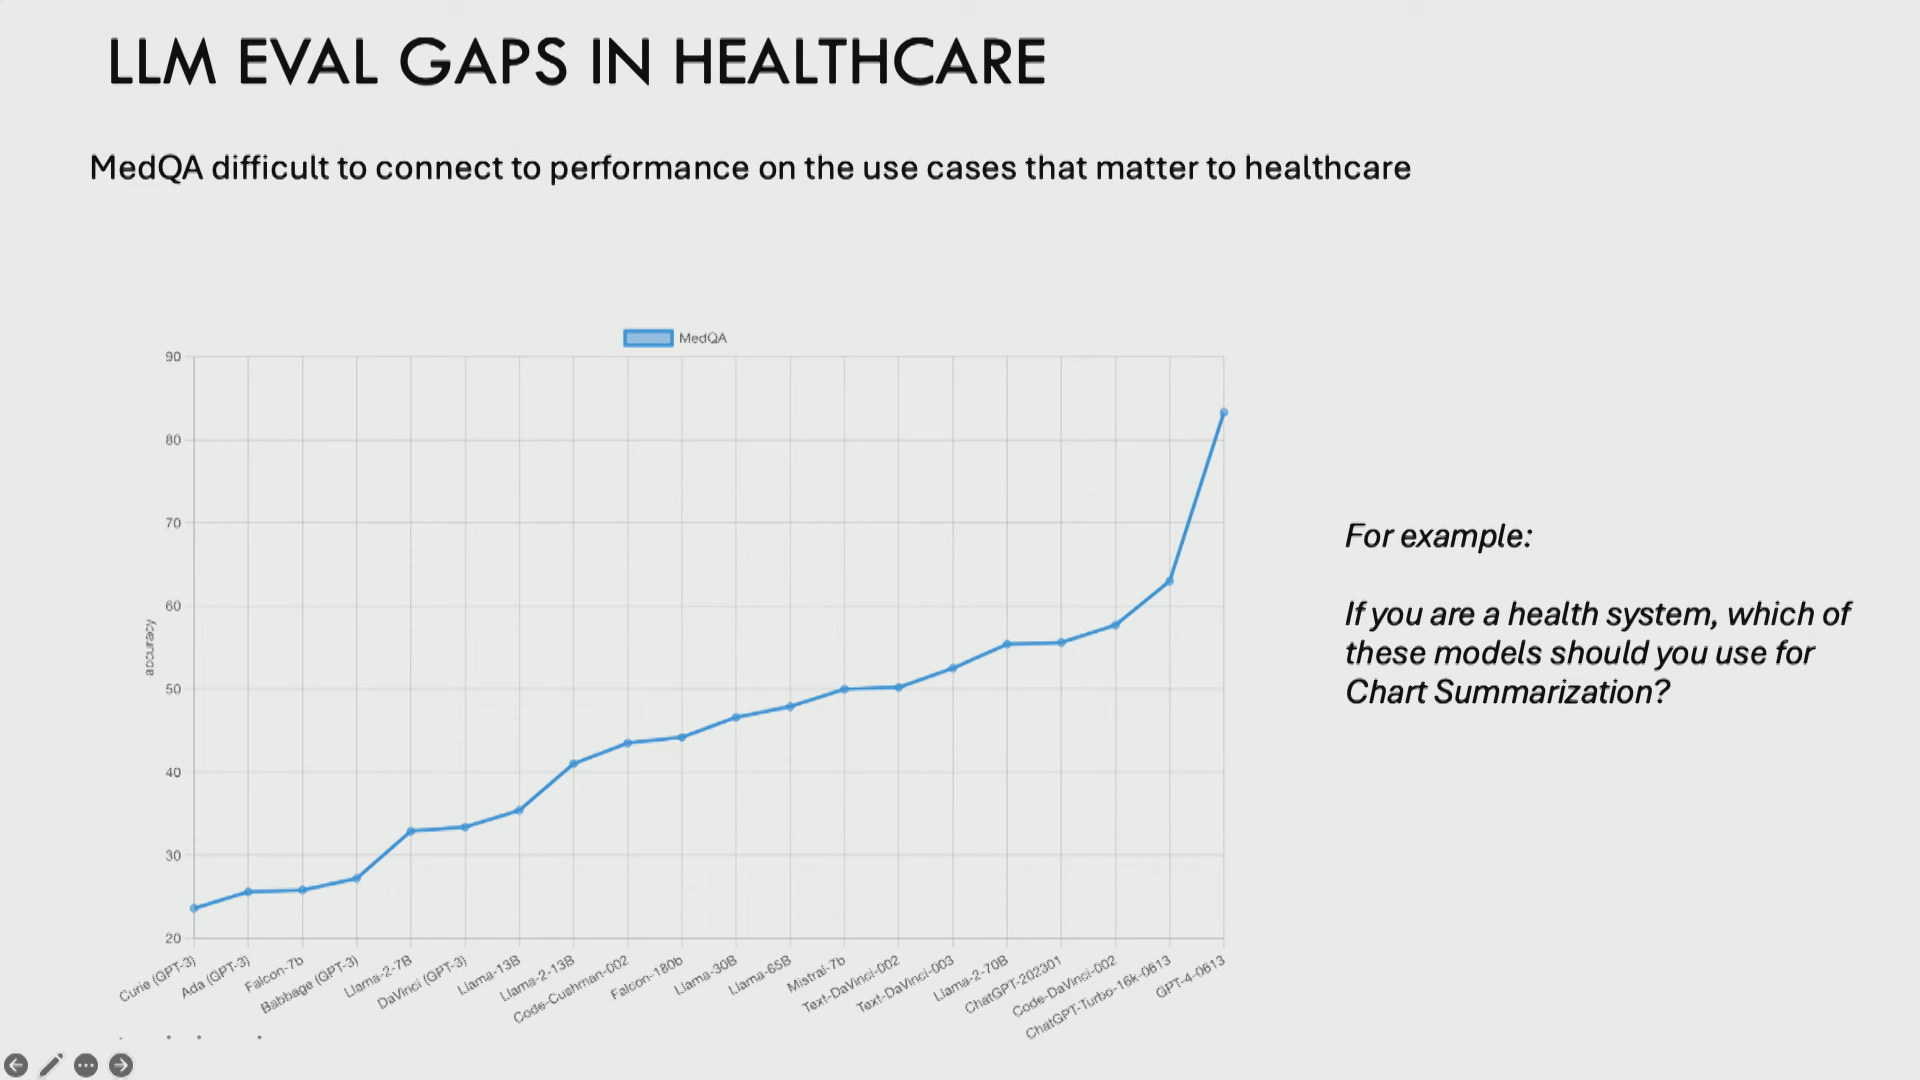 LLM EVAL GAPS IN HEALTHCARE
MedQA difficult to connect to performance on the use cases that matter to healthcare
MedQA
90
80
70
60
50
40
30
20
accuracy
Curie (GPT-3)
Ada (GPT-3)
Falcon-7b
Babbage (GPT-3)
Llama-2-7B
DaVinci (GPT-3)
Llama-13B
Llama-2-13B
Code-Cushman-002
Falcon-180b
Llama-30B
Llama-65B
Mistral-7b
Text-DaVinci-002
Text-DaVinci-003
Llama-2-70B
ChatGPT-202301
Code-DaVinci-002
ChatGPT-Turbo-16k-0613
GPT-4-0613
For example:
If you are a health system, which of
these models should you use for
Chart Summarization?